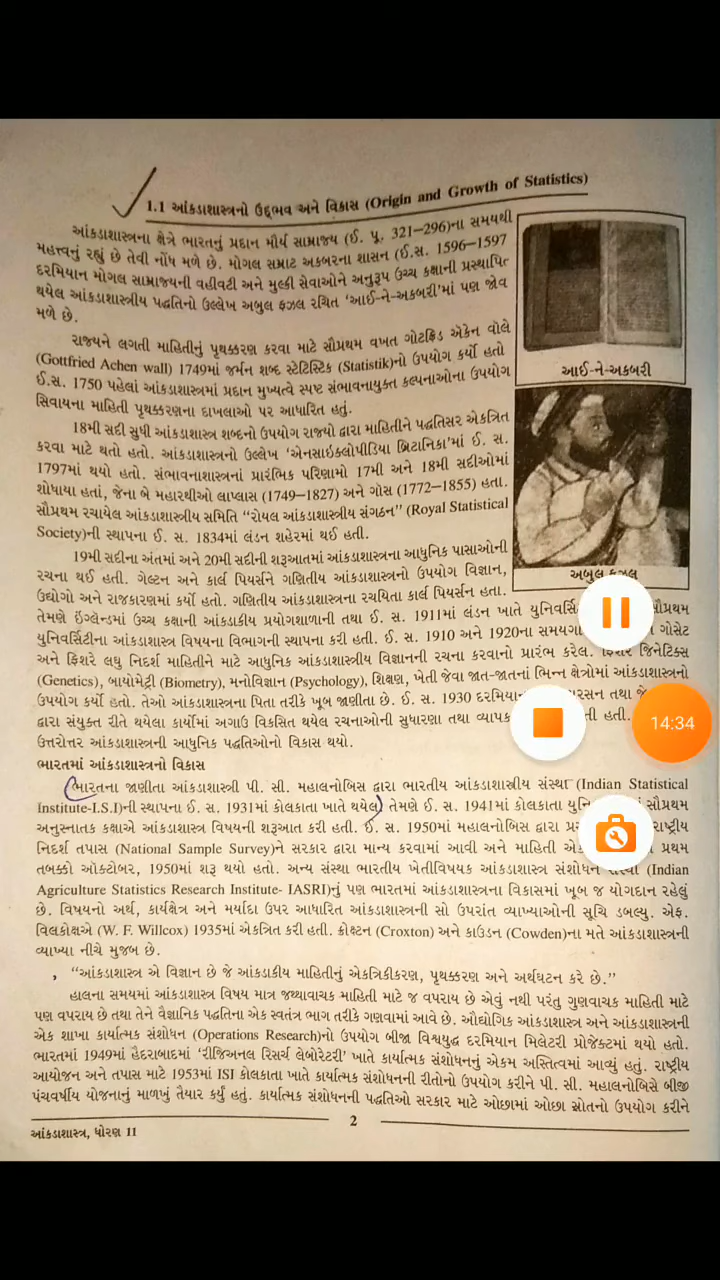 1.1 આંકડાશાસ્ત્રનો ઉદ્દભવ અને વિકાસ (Origin and Growth of Statistics)
આંકડાશાસ્ત્રના ક્ષેત્રે ભારતનું પ્રદાન મૌર્ય સામ્રાજ્ય (ઈ. પૂ. 321–296)ના સમયથી
મહત્ત્વનું રહ્યું છે તેવી નોંધ મળે છે. મોગલ સમ્રાટ અકબરના શાસન (ઈ.સ. 1596–1597
દરમિયાન મોગલ સામ્રાજ્યની વહીવટી અને મુલ્કી સેવાઓને અનુરૂપ ઉચ્ચ કક્ષાની પ્રસ્થાપિત
થયેલ આંકડાશાસ્ત્રીય પદ્ધતિનો ઉલ્લેખ અબુલ ફઝલ રચિત ‘આઈ-ને-અકબરી’માં પણ જોવ
મળે છે.
રાજ્યને લગતી માહિતીનું પૃથક્કરણ કરવા માટે સૌપ્રથમ વખત ગોટફ્રિડ એકેન વોલે
(Gottfried Achen wall) 1749માં જર્મન શબ્દ સ્ટેટિસ્ટિક (Statistik)નો ઉપયોગ કર્યો હતો
ઈ.સ. 1750 પહેલાં આંકડાશાસ્ત્રમાં પ્રદાન મુખ્યત્વે સ્પષ્ટ સંભાવનાયુક્ત કલ્પનાઓના ઉપયોગ
સિવાયના માહિતી પૃથક્કરણના દાખલાઓ પર આધારિત હતું.
18મી સદી સુધી આંકડાશાસ્ત્ર શબ્દનો ઉપયોગ રાજ્યો દ્વારા માહિતીને પદ્ધતિસર એકત્રિત
કરવા માટે થતો હતો. આંકડાશાસ્ત્રનો ઉલ્લેખ ‘એનસાઇક્લોપીડિયા બ્રિટાનિકા’માં ઈ. સ.
1797માં થયો હતો. સંભાવનાશાસ્ત્રનાં પ્રારંભિક પરિણામો 17મી અને 18મી સદીઓમાં
શોધાયા હતાં, જેના બે મહારથીઓ લાપ્લાસ (1749–1827) અને ગૉસ (1772–1855) હતા.
સૌપ્રથમ રચાયેલ આંકડાશાસ્ત્રીય સમિતિ “રોયલ આંકડાશાસ્ત્રીય સંગઠન” (Royal Statistical
Society)ની સ્થાપના ઈ. સ. 1834માં લંડન શહેરમાં થઈ હતી.
આઈ-ને-અકબરી
અબુલ ફઝલ
19મી સદીના અંતમાં અને 20મી સદીની શરૂઆતમાં આંકડાશાસ્ત્રના આધુનિક પાસાઓની
રચના થઈ હતી. ગેલ્ટન અને કાર્લ પિયર્સને ગણિતીય આંકડાશાસ્ત્રનો ઉપયોગ વિજ્ઞાન,
ઉદ્યોગો અને રાજકારણમાં કર્યો હતો. ગણિતીય આંકડાશાસ્ત્રના રચયિતા કાર્લ પિયર્સન હતા.
તેમણે ઇંગ્લેન્ડમાં ઉચ્ચ કક્ષાની આંકડાકીય પ્રયોગશાળાની તથા ઈ. સ. 1911માં લંડન ખાતે યુનિવર્સિ સૌપ્રથમ
યુનિવર્સિટીના આંકડાશાસ્ત્ર વિષયના વિભાગની સ્થાપના કરી હતી. ઈ. સ. 1910 અને 1920ના સમયગા ગોસેટ
અને ફિશરે લઘુ નિદર્શ માહિતીને માટે આધુનિક આંકડાશાસ્ત્રીય વિજ્ઞાનની રચના કરવાનો પ્રારંભ કરેલ. ફિશરે જિનેટિક્સ
(Genetics), બાયોમેટ્રી (Biometry), મનોવિજ્ઞાન (Psychology), શિક્ષણ, ખેતી જેવા જાત-જાતનાં ભિન્ન ક્ષેત્રોમાં આંકડાશાસ્ત્રનો
ઉપયોગ કર્યો હતો. તેઓ આંકડાશાસ્ત્રના પિતા તરીકે ખૂબ જાણીતા છે. ઈ. સ. 1930 દરમિયા રસન તથા જે
દ્વારા સંયુક્ત રીતે થયેલા કાર્યોમાં અગાઉ વિકસિત થયેલ રચનાઓની સુધારણા તથા વ્યાપક તી હતી.
ઉત્તરોત્તર આંકડાશાસ્ત્રની આધુનિક પદ્ધતિઓનો વિકાસ થયો.
14:34
ભારતમાં આંકડાશાસ્ત્રનો વિકાસ
ભારતના જાણીતા આંકડાશાસ્ત્રી પી. સી. મહાલનોબિસ દ્વારા ભારતીય આંકડાશાસ્ત્રીય સંસ્થા (Indian Statistical
Institute-I.S.I)ની સ્થાપના ઈ. સ. 1931માં કોલકાતા ખાતે થયેલ તેમણે ઈ. સ. 1941માં કોલકાતા યુનિ સૌપ્રથમ
અનુસ્નાતક કક્ષાએ આંકડાશાસ્ત્ર વિષયની શરૂઆત કરી હતી. ઈ. સ. 1950માં મહાલનોબિસ દ્વારા પ્ર રાષ્ટ્રીય
નિદર્શ તપાસ (National Sample Survey)ને સરકાર દ્વારા માન્ય કરવામાં આવી અને માહિતી એક પ્રથમ
તબક્કો ઑક્ટોબર, 1950માં શરૂ થયો હતો. અન્ય સંસ્થા ભારતીય ખેતીવિષયક આંકડાશાસ્ત્ર સંશોધન સંસ્થા (Indian
Agriculture Statistics Research Institute- IASRI)નું પણ ભારતમાં આંકડાશાસ્ત્રના વિકાસમાં ખૂબ જ યોગદાન રહેલું
છે. વિષયનો અર્થ, કાર્યક્ષેત્ર અને મર્યાદા ઉપર આધારિત આંકડાશાસ્ત્રની સો ઉપરાંત વ્યાખ્યાઓની સૂચિ ડબલ્યુ. એફ.
વિલકોક્ષએ (W. F. Willcox) 1935માં એકત્રિત કરી હતી. ક્રોક્ષ્ટન (Croxton) અને કાઉડન (Cowden)ના મતે આંકડાશાસ્ત્રની
વ્યાખ્યા નીચે મુજબ છે.
“આંકડાશાસ્ત્ર એ વિજ્ઞાન છે જે આંકડાકીય માહિતીનું એકત્રિકીકરણ, પૃથક્કરણ અને અર્થઘટન કરે છે.”
હાલના સમયમાં આંકડાશાસ્ત્ર વિષય માત્ર જથ્થાવાચક માહિતી માટે જ વપરાય છે એવું નથી પરંતુ ગુણવાચક માહિતી માટે
પણ વપરાય છે તથા તેને વૈજ્ઞાનિક પદ્ધતિના એક સ્વતંત્ર ભાગ તરીકે ગણવામાં આવે છે. ઔદ્યોગિક આંકડાશાસ્ત્ર અને આંકડાશાસ્ત્રની
એક શાખા કાર્યાત્મક સંશોધન (Operations Research)નો ઉપયોગ બીજા વિશ્વયુદ્ધ દરમિયાન મિલેટરી પ્રોજેક્ટમાં થયો હતો.
ભારતમાં 1949માં હૈદરાબાદમાં ‘રીજિઅનલ રિસર્ચ લેબોરેટરી’ ખાતે કાર્યાત્મક સંશોધનનું એકમ અસ્તિત્વમાં આવ્યું હતું. રાષ્ટ્રીય
આયોજન અને તપાસ માટે 1953માં ISI કોલકાતા ખાતે કાર્યાત્મક સંશોધનની રીતોનો ઉપયોગ કરીને પી. સી. મહાલનોબિસે બીજી
પંચવર્ષીય યોજનાનું માળખું તૈયાર કર્યું હતું. કાર્યાત્મક સંશોધનની પદ્ધતિઓ સરકાર માટે ઓછામાં ઓછા સ્રોતનો ઉપયોગ કરીને
2
આંકડાશાસ્ત્ર, ધોરણ 11